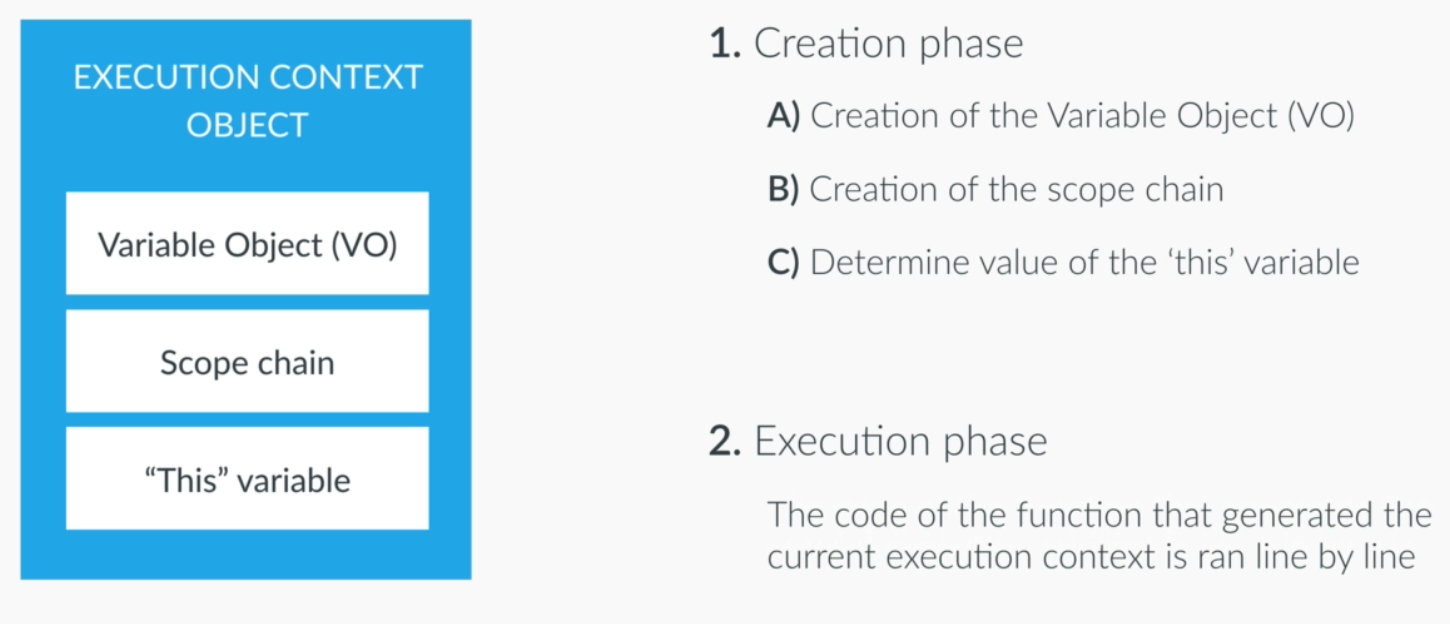 EXECUTION CONTEXT
OBJECT
Variable Object (VO)
Scope chain
“This” variable
1. Creation phase
A) Creation of the Variable Object (VO)
B) Creation of the scope chain
C) Determine value of the ‘this’ variable
2. Execution phase
The code of the function that generated the
current execution context is ran line by line